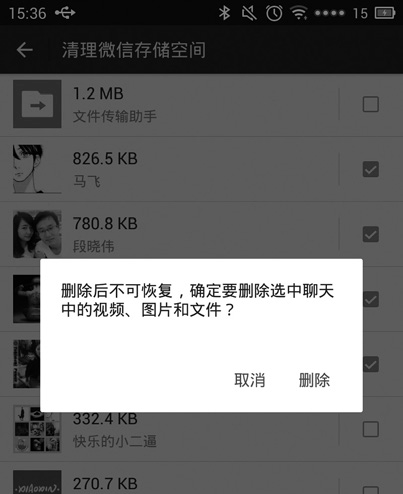 15:36
15
清理微信存储空间
1.2 MB
文件传输助手
826.5 KB
马飞
780.8 KB
段晓伟
删除后不可恢复，确定要删除选中聊天
中的视频、图片和文件？
取消 删除
332.4 KB
快乐的小二逼
270.7 KB